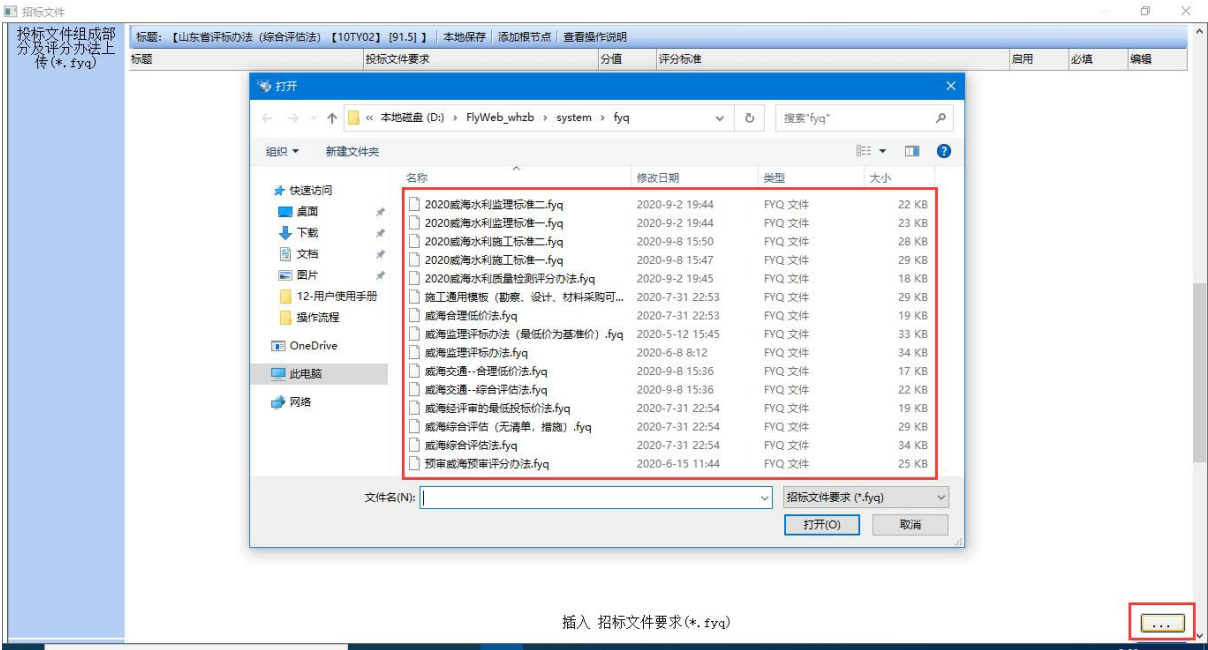 招标文件
投标文件组成部
分及评分办法上
传(*.fyq)
标题: 【山东省评标办法（综合评估法）【10TY02】[91.5] 】 本地保存 添加根节点 查看操作说明
标题 投标文件要求 分值 评分标准 启用 必填 编辑
打开
« 本地磁盘 (D:) › FlyWeb_whzb › system › fyq 搜索"fyq"
组织 新建文件夹
名称 修改日期 类型 大小
快速访问
桌面
下载
文档
图片
12-用户使用手册
操作流程
OneDrive
此电脑
网络
2020威海水利监理标准二.fyq 2020-9-2 19:44 FYQ 文件 22 KB
2020威海水利监理标准一.fyq 2020-9-2 19:44 FYQ 文件 23 KB
2020威海水利施工标准二.fyq 2020-9-8 15:50 FYQ 文件 28 KB
2020威海水利施工标准一.fyq 2020-9-8 15:47 FYQ 文件 29 KB
2020威海水利质量检测评分办法.fyq 2020-9-2 19:45 FYQ 文件 18 KB
施工通用模板（勘察、设计、材料采购可... 2020-7-31 22:53 FYQ 文件 29 KB
威海合理低价法.fyq 2020-7-31 22:53 FYQ 文件 19 KB
威海监理评标办法（最低价为基准价）.fyq 2020-5-12 15:45 FYQ 文件 33 KB
威海监理评标办法.fyq 2020-6-8 8:12 FYQ 文件 34 KB
威海交通--合理低价法.fyq 2020-9-8 15:36 FYQ 文件 17 KB
威海交通--综合评估法.fyq 2020-9-8 15:36 FYQ 文件 22 KB
威海经评审的最低投标价法.fyq 2020-7-31 22:54 FYQ 文件 19 KB
威海综合评估（无清单，措施）.fyq 2020-7-31 22:54 FYQ 文件 29 KB
威海综合评估法.fyq 2020-7-31 22:54 FYQ 文件 34 KB
预审威海预审评分办法.fyq 2020-6-15 11:44 FYQ 文件 25 KB
文件名(N): 招标文件要求 (*.fyq)
打开(O) 取消
插入 招标文件要求(*.fyq) ...